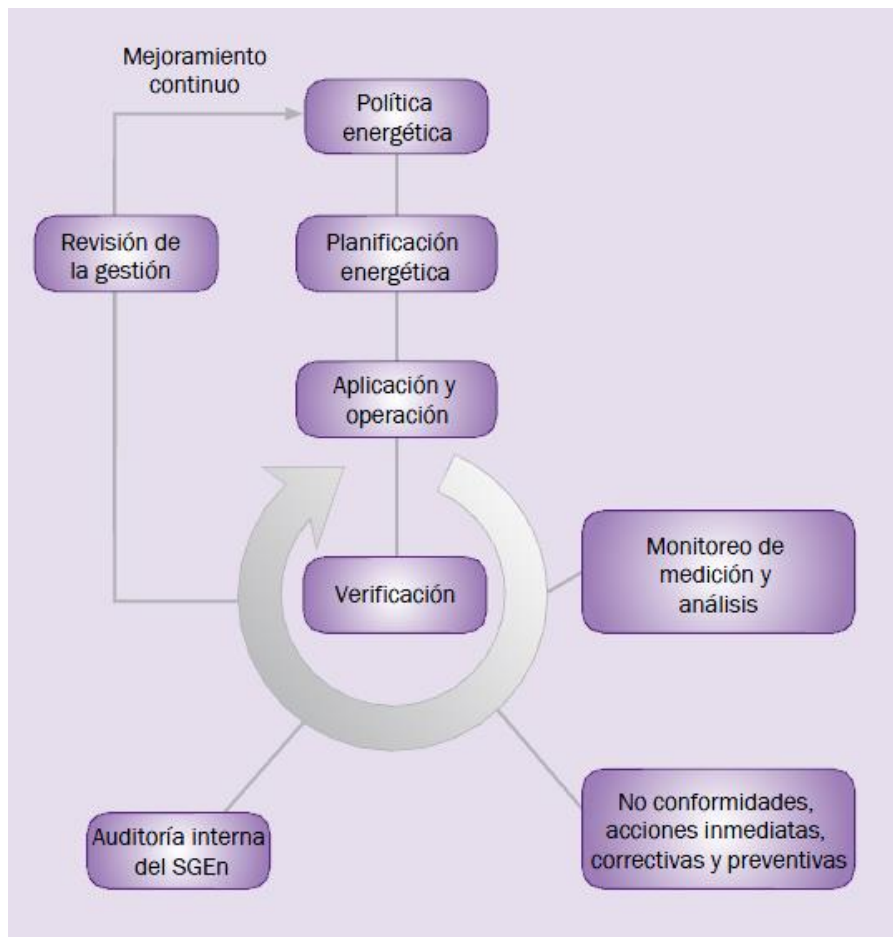 Mejoramiento
continuo
Política
energética
Revisión de
la gestión
Planificación
energética
Aplicación y
operación
Verificación
Monitoreo de
medición y
análisis
Auditoría interna
del SGEn
No conformidades,
acciones inmediatas,
correctivas y preventivas